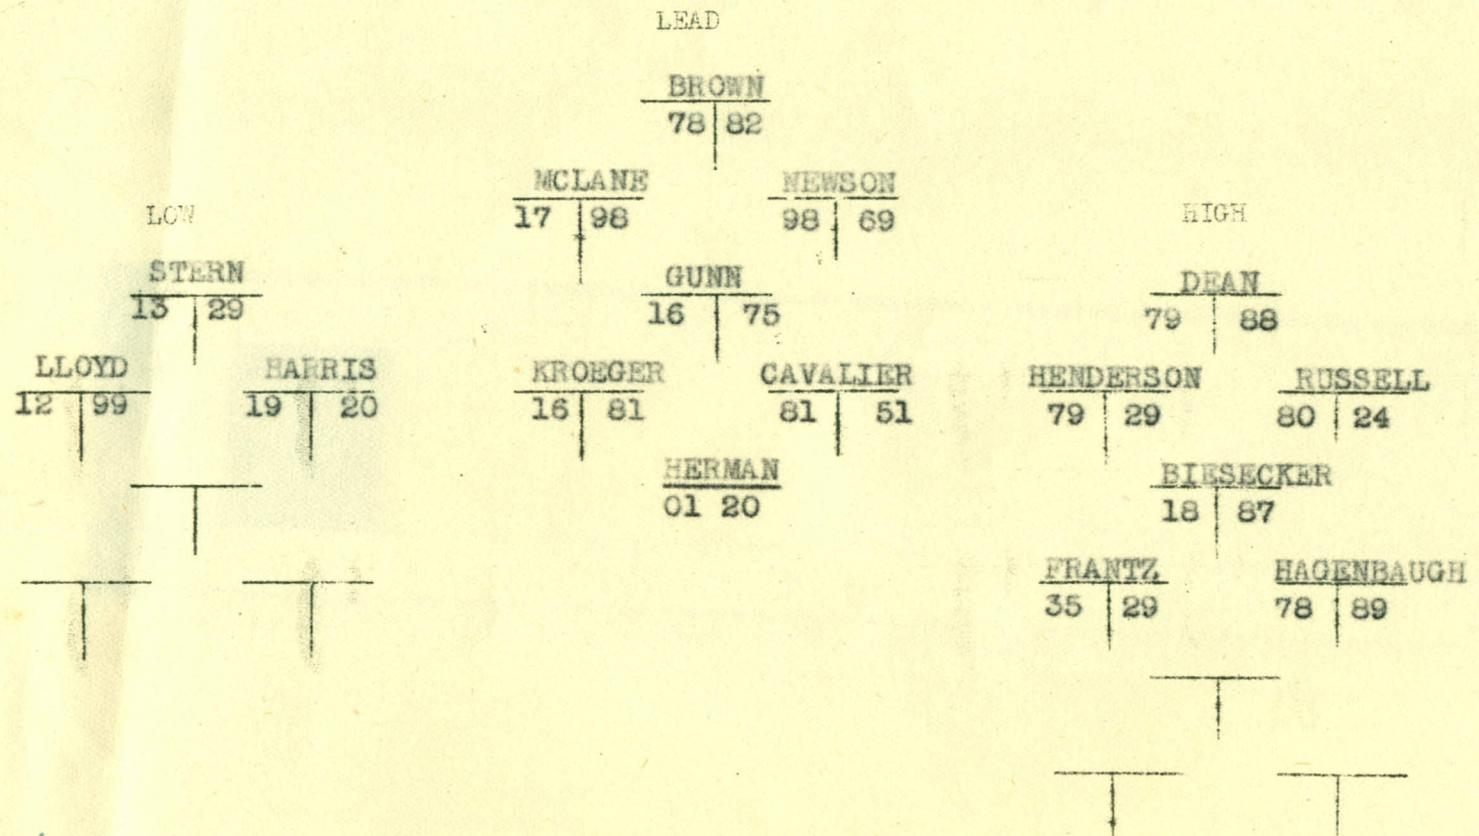 LEAD
BROWN
78 82
MCLANE NEWSON
17 98 98 69
LOW HIGH
STERN GUNN DEAN
13 29 16 75 79 88
LLOYD HARRIS KROEGER CAVALIER HENDERSON RUSSELL
12 99 19 20 16 81 81 51 79 29 80 24
HERMAN BIESECKER
01 20 18 87
FRANTZ HAGENBAUGH
35 29 78 89